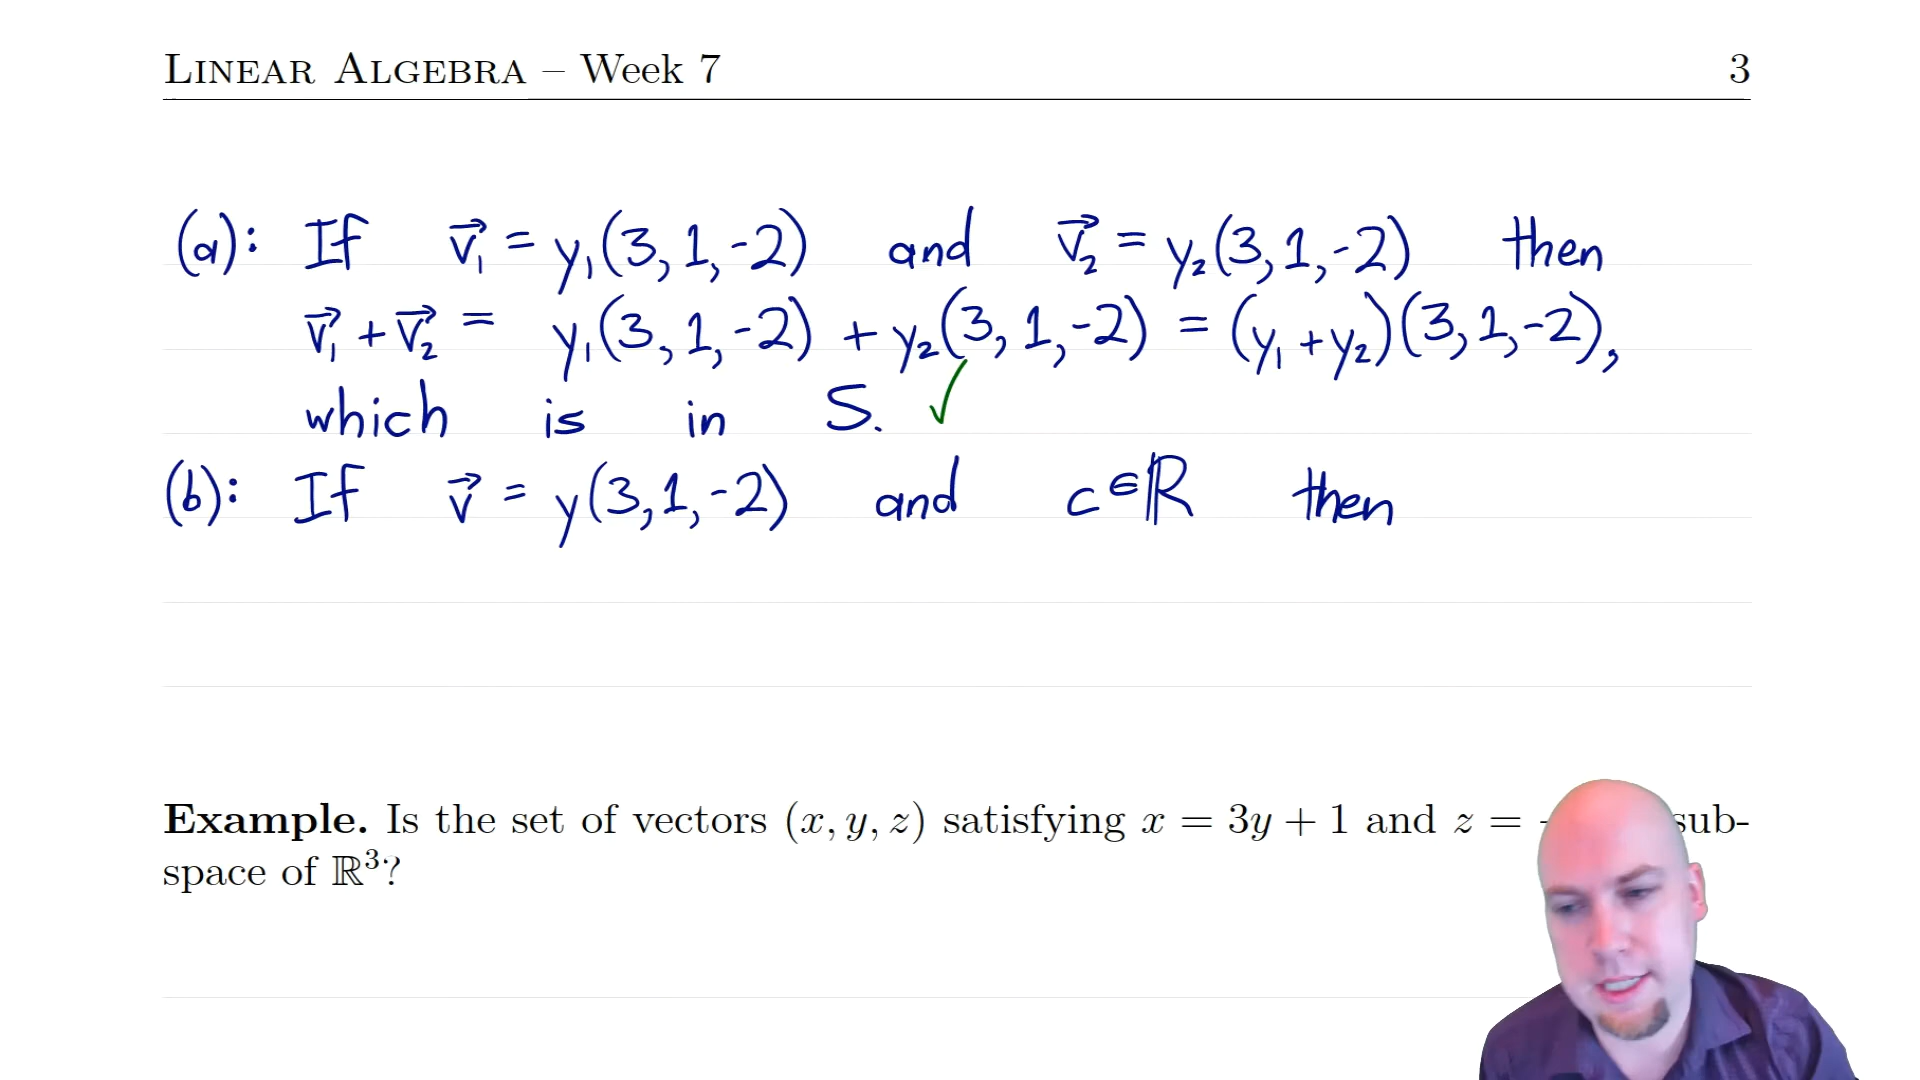 LINEAR ALGEBRA – Week 7 3
(a): If v⃗₁ = y₁(3, 1, -2) and v⃗₂ = y₂(3, 1, -2) then
v⃗₁ + v⃗₂ = y₁(3, 1, -2) + y₂(3, 1, -2) = (y₁ + y₂)(3, 1, -2),
which is in S. ✓
(b): If v⃗ = y(3, 1, -2) and c∈ℝ then
Example. Is the set of vectors (x, y, z) satisfying x = 3y + 1 and z = sub-
space of ℝ³?